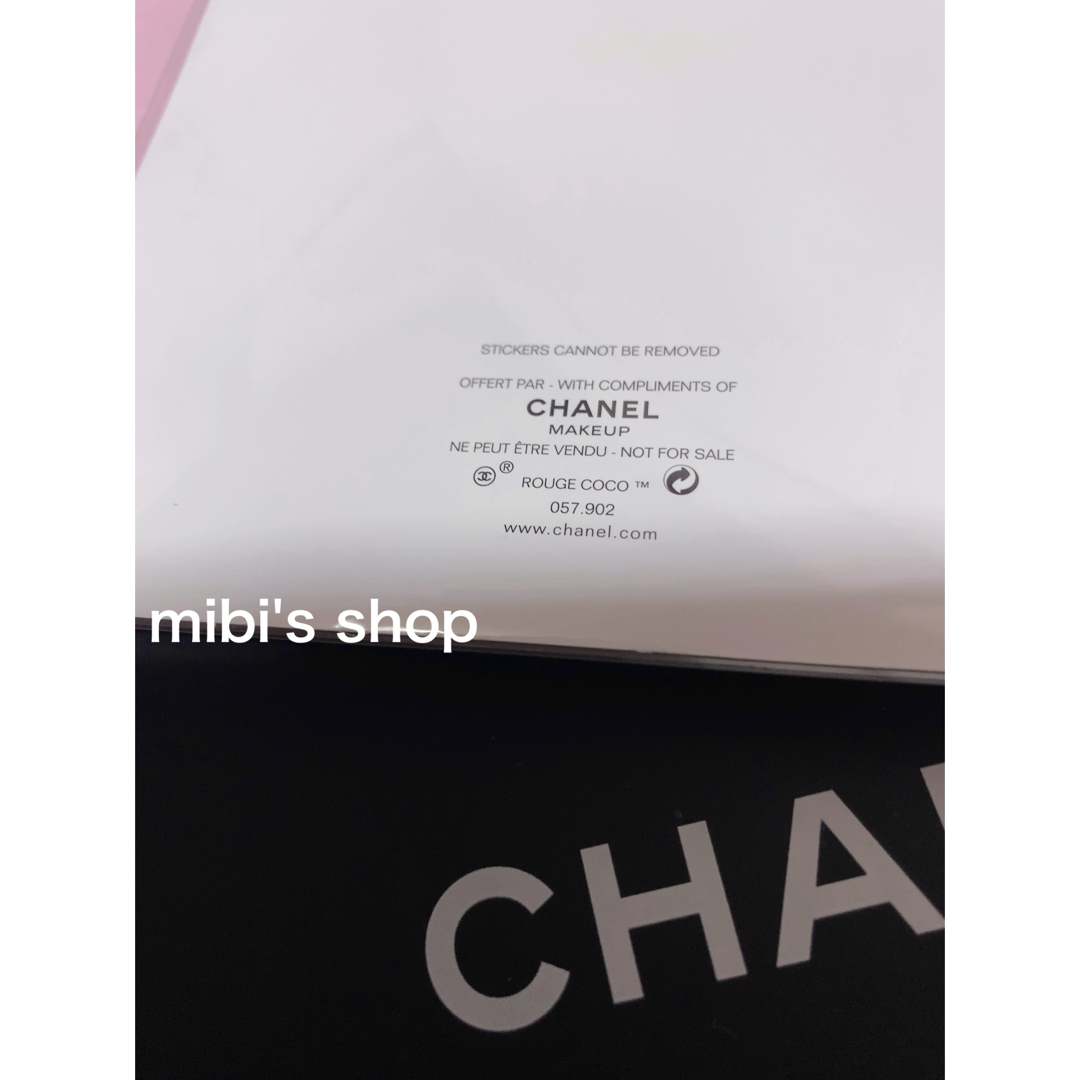 STICKERS CANNOT BE REMOVED
OFFERT PAR - WITH COMPLIMENTS OF
CHANEL
MAKEUP
NE PEUT ÊTRE VENDU - NOT FOR SALE
® ROUGE COCO ™
057.902
www.chanel.com
mibi's shop
CHA